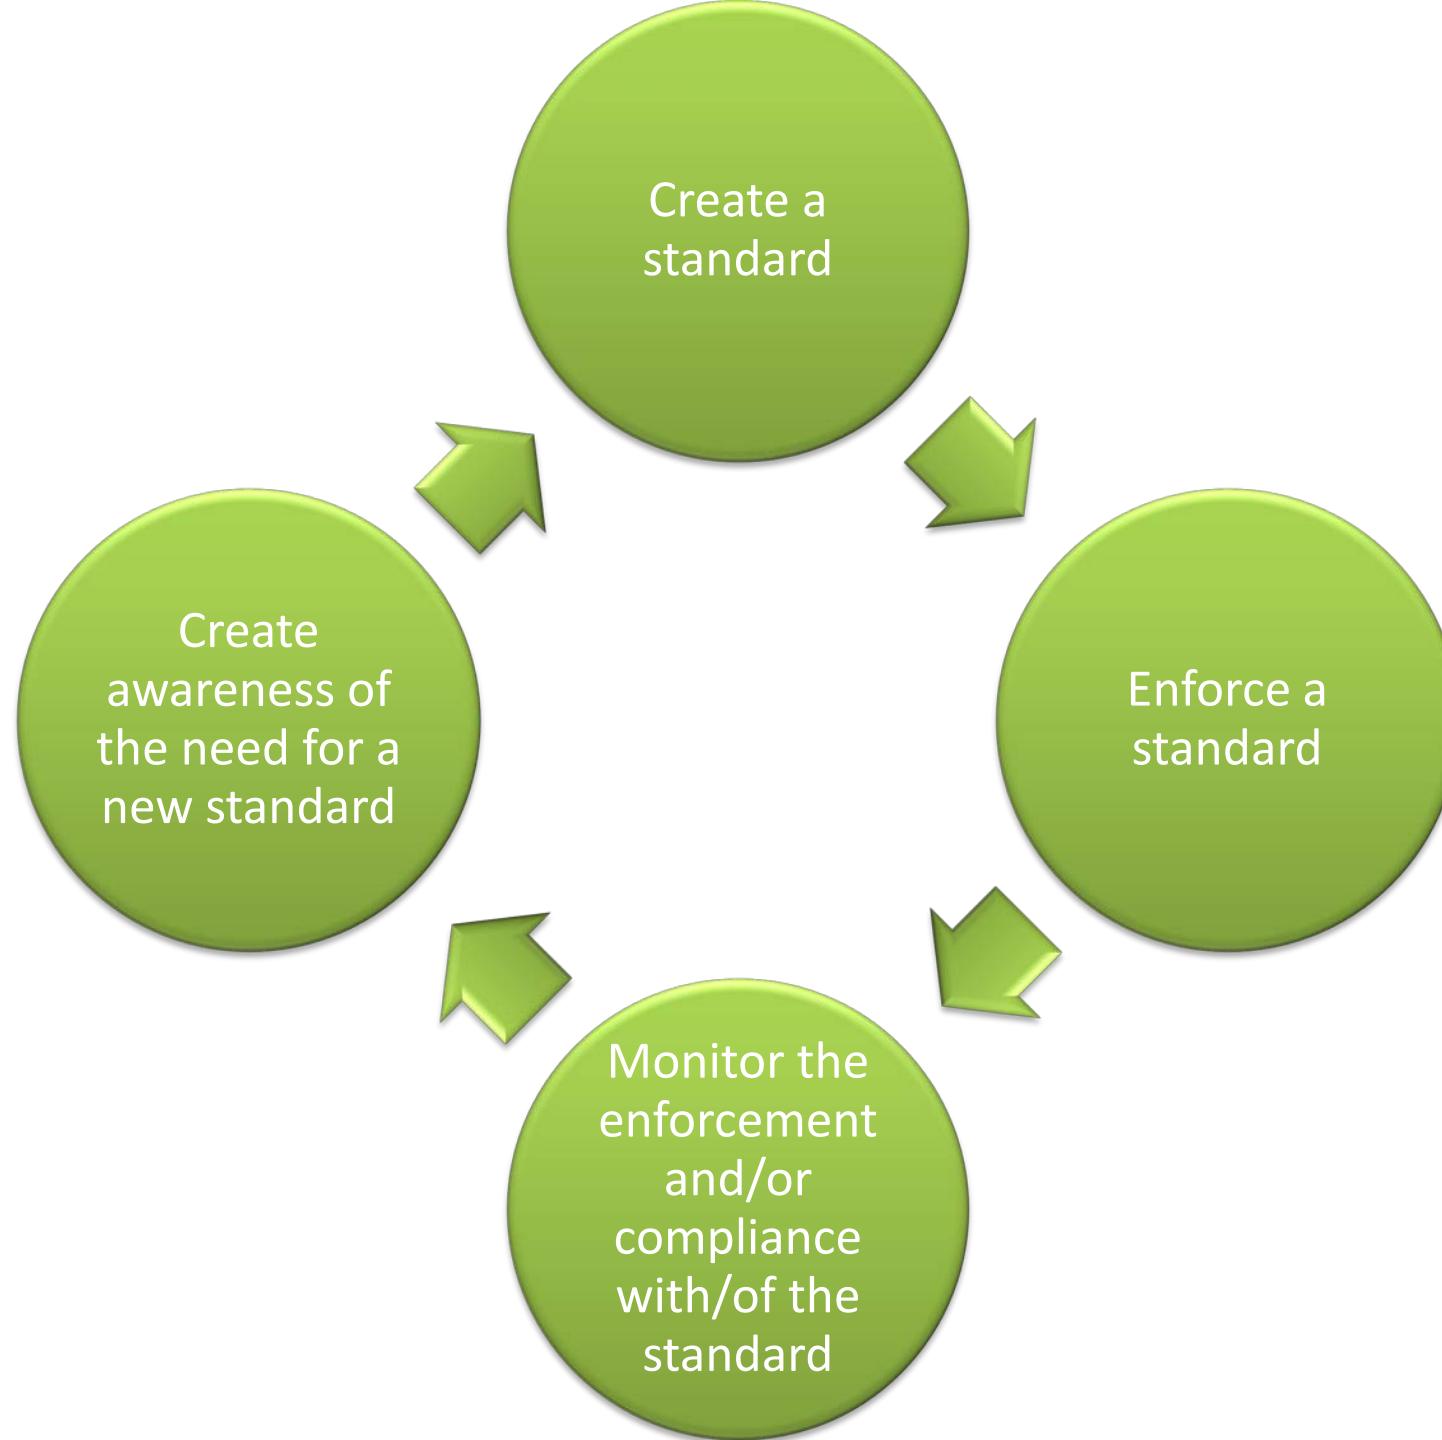 Create a
standard
Enforce a
standard
Monitor the
enforcement
and/or
compliance
with/of the
standard
Create
awareness of
the need for a
new standard